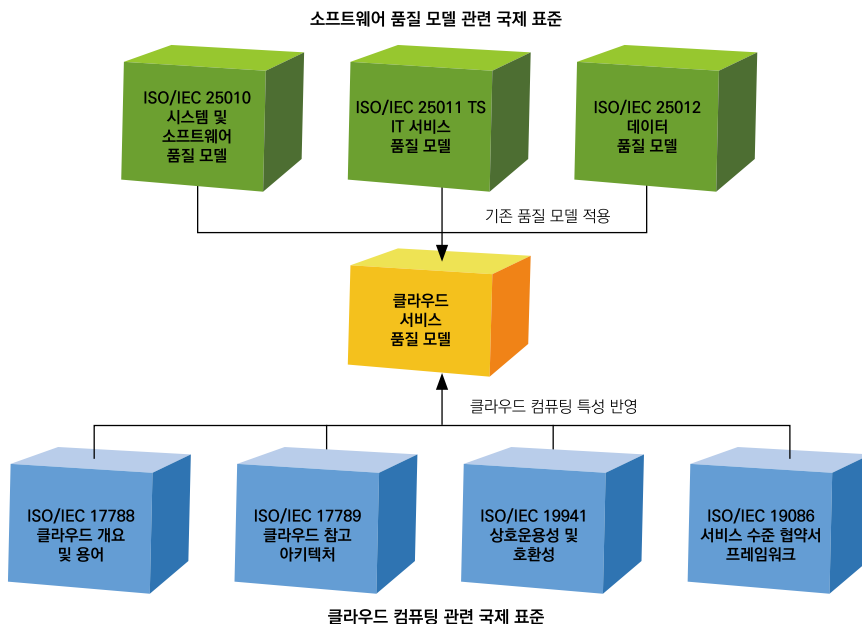 소프트웨어 품질 모델 관련 국제 표준
ISO/IEC 25010
시스템 및
소프트웨어
품질 모델
ISO/IEC 25011 TS
IT 서비스
품질 모델
ISO/IEC 25012
데이터
품질 모델
기존 품질 모델 적용
클라우드
서비스
품질 모델
클라우드 컴퓨팅 특성 반영
ISO/IEC 17788
클라우드 개요
및 용어
ISO/IEC 17789
클라우드 참고
아키텍처
ISO/IEC 19941
상호운용성 및
호환성
ISO/IEC 19086
서비스 수준 협약서
프레임워크
클라우드 컴퓨팅 관련 국제 표준